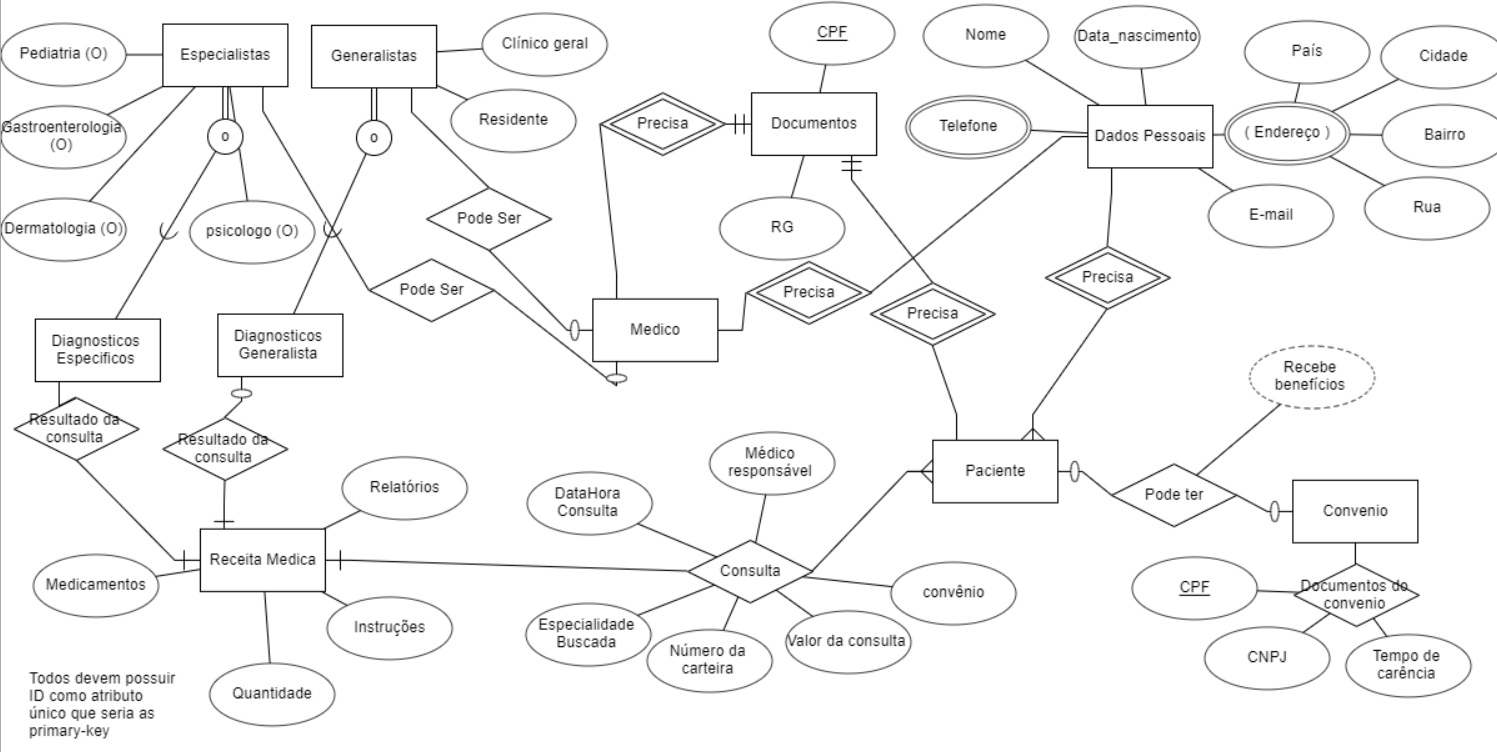 Pediatria (O)
Especialistas
Generalistas
Clínico geral
CPF
Nome
Data_nascimento
País
Cidade
Gastroenterologia
(O)
o
o
Residente
Precisa
Documentos
Telefone
Dados Pessoais
( Endereço )
Bairro
Dermatologia (O)
psicologo (O)
Pode Ser
RG
E-mail
Rua
Pode Ser
Precisa
Precisa
Precisa
Diagnosticos
Especificos
Diagnosticos
Generalista
Medico
Recebe
benefícios
Resultado da
consulta
Resultado da
consulta
Médico
responsável
Paciente
Pode ter
Convenio
Relatórios
DataHora
Consulta
Receita Medica
Consulta
Medicamentos
convênio
CPF
Documentos do
convenio
Instruções
Especialidade
Buscada
Número da
carteira
Valor da consulta
CNPJ
Tempo de
carência
Quantidade
Todos devem possuir
ID como atributo
único que seria as
primary-key